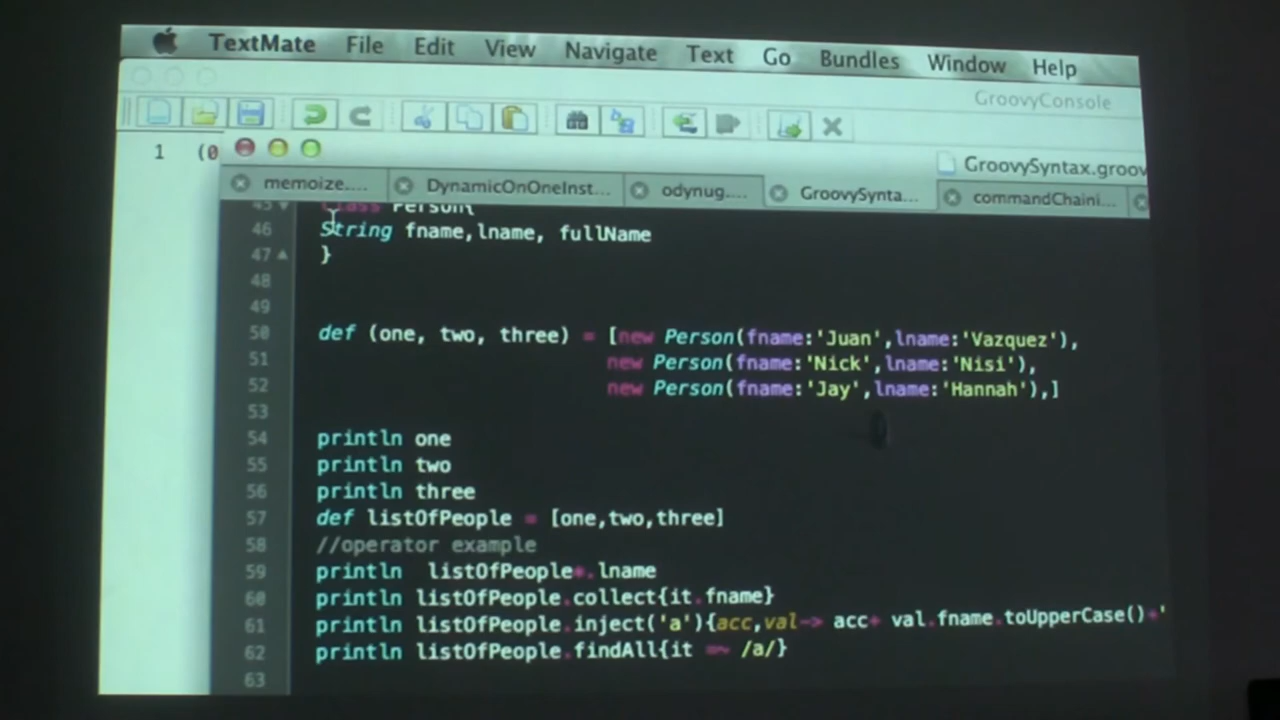 TextMate File Edit View Navigate Text Go Bundles Window Help
GroovyConsole
1 (0
GroovySyntax.groov
memoize.... DynamicOnOneInst... odynug.... GroovySynta... commandChaini...
45 class Person{
46 String fname,lname, fullName
47 }
48
49
50 def (one, two, three) = [new Person(fname:'Juan',lname:'Vazquez'),
51 new Person(fname:'Nick',lname:'Nisi'),
52 new Person(fname:'Jay',lname:'Hannah'),]
53
54 println one
55 println two
56 println three
57 def listOfPeople = [one,two,three]
58 //operator example
59 println  listOfPeople*.lname
60 println listOfPeople.collect{it.fname}
61 println listOfPeople.inject('a'){acc,val-> acc+ val.fname.toUpperCase()+'
62 println listOfPeople.findAll{it =~ /a/}
63